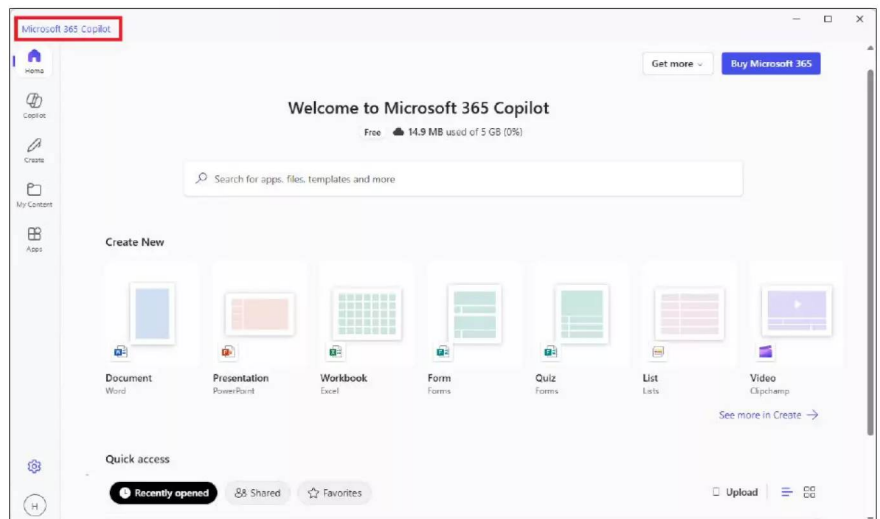 Microsoft 365 Copilot
Home
Copilot
Create
My Content
Apps
H
Get more
Buy Microsoft 365
Welcome to Microsoft 365 Copilot
Free 14.9 MB used of 5 GB (0%)
Search for apps, files, templates and more
Create New
Document Presentation Workbook Form Quiz List Video
Word PowerPoint Excel Forms Forms Lists Clipchamp
See more in Create →
Quick access
Recently opened Shared Favorites Upload